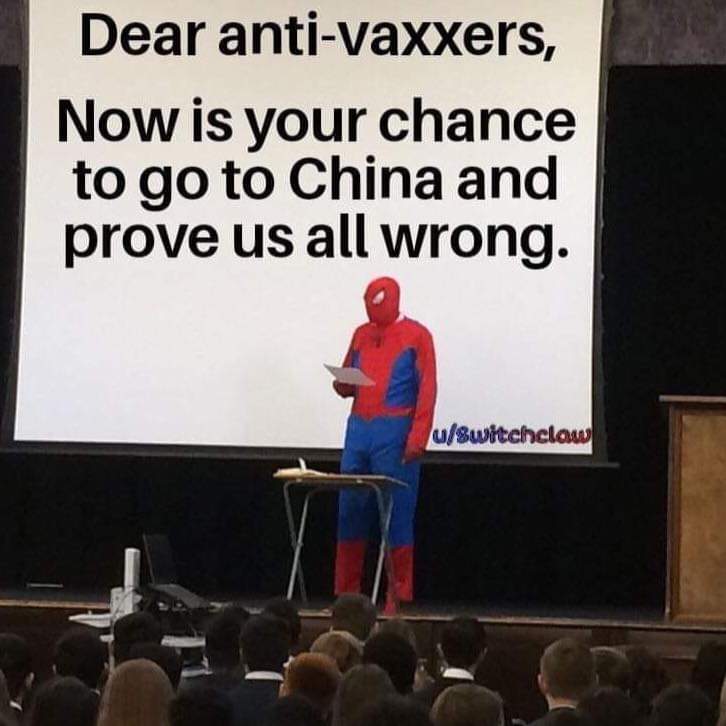 Dear anti-vaxxers,
Now is your chance
to go to China and
prove us all wrong.
u/Switchclaw